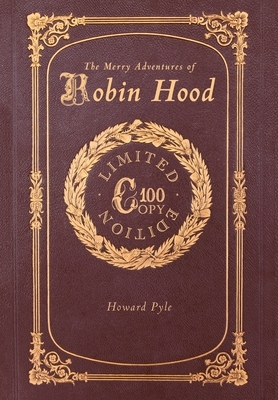 The Merry Adventures of
Robin Hood
LIMITED
100
COPY
EDITION
Howard Pyle